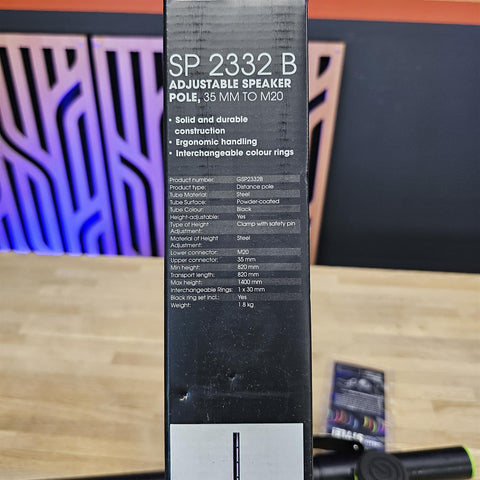 SP 2332 B
ADJUSTABLE SPEAKER
POLE, 35 MM TO M20
• Solid and durable
construction
• Ergonomic handling
• Interchangeable colour rings
Product number: GSP2332B
Product type: Distance pole
Tube Material: Steel
Tube Surface: Powder-coated
Tube Colour: Black
Height-adjustable: Yes
Type of Height Clamp with safety pin
Adjustment:
Material of Height Steel
Adjustment:
Lower connector: M20
Upper connector: 35 mm
Min height: 820 mm
Transport length: 820 mm
Max height: 1400 mm
Interchangeable Rings: 1 x 30 mm
Black ring set incl.: Yes
Weight: 1.8 kg